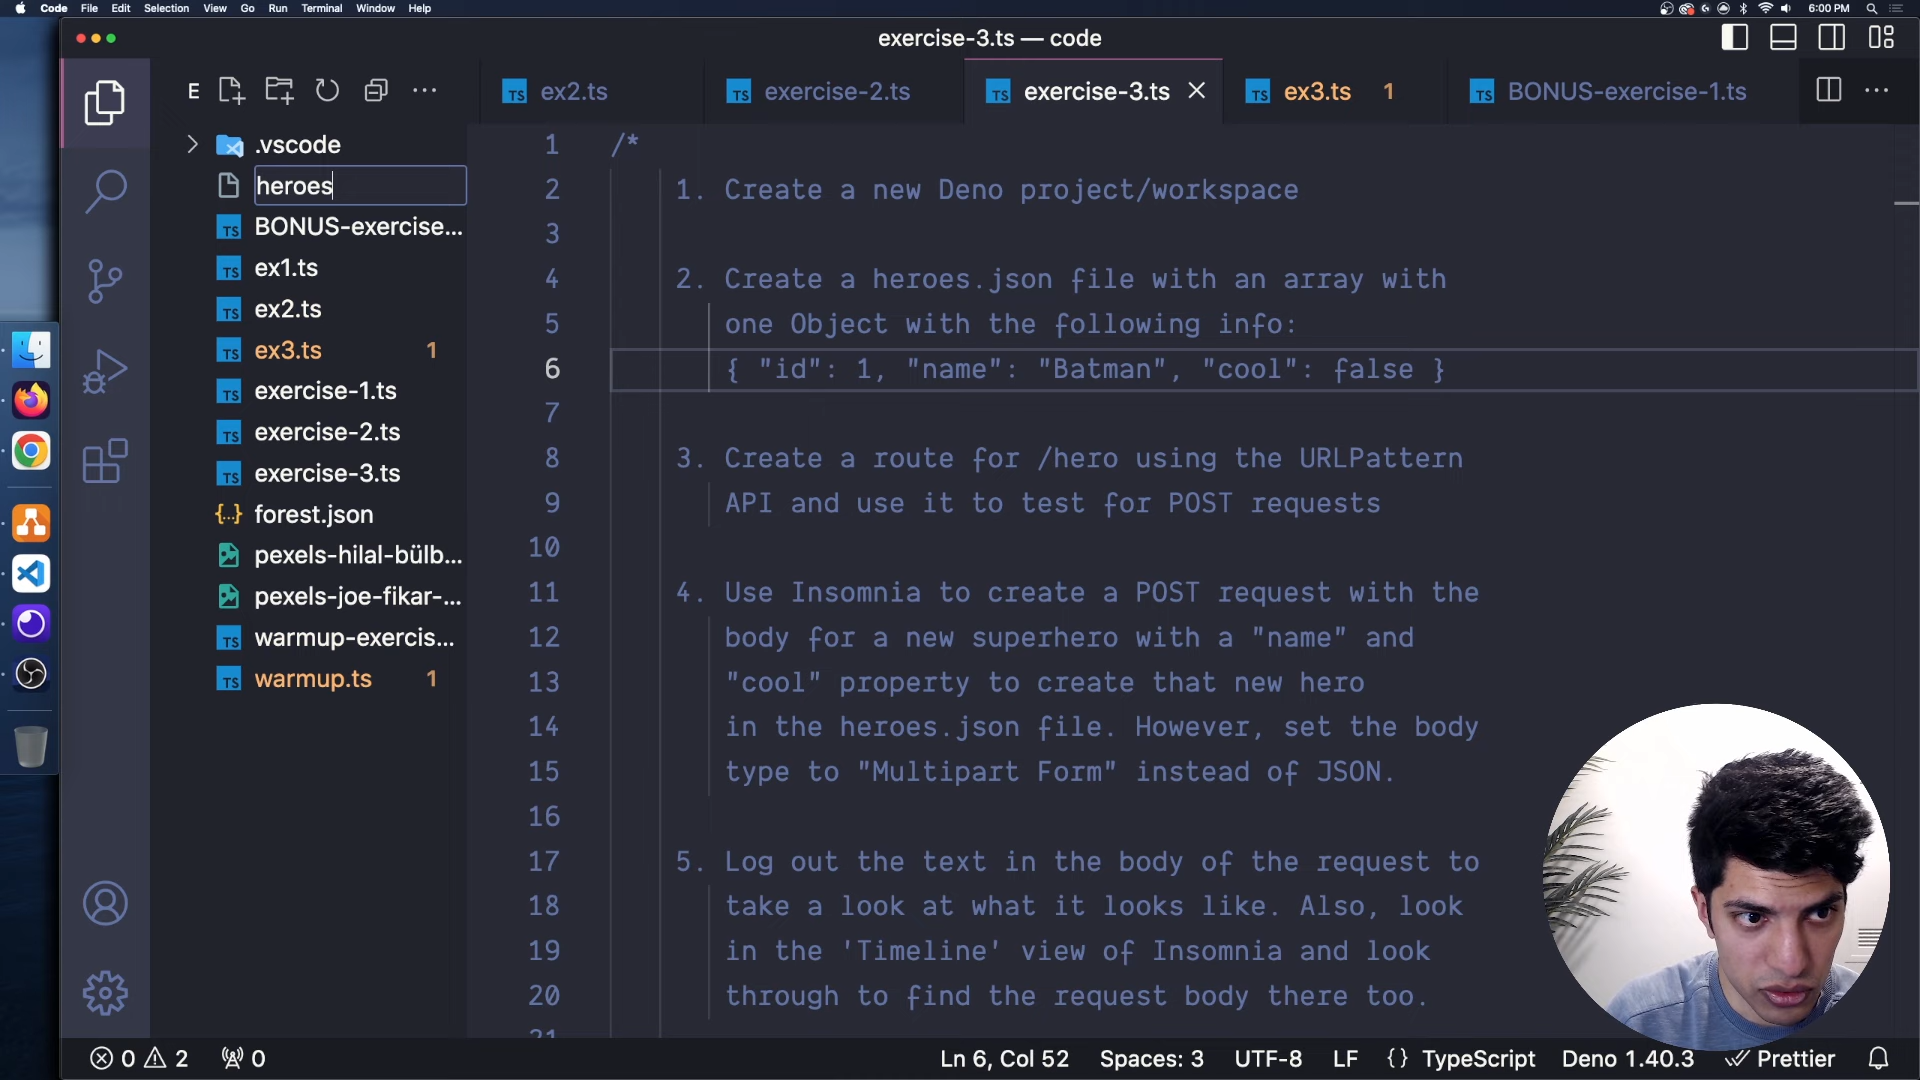 Code File Edit Selection View Go Run Terminal Window Help 6:00 PM
exercise-3.ts — code
E
ex2.ts
exercise-2.ts
exercise-3.ts
ex3.ts 1
BONUS-exercise-1.ts
.vscode
heroes
BONUS-exercise...
ex1.ts
ex2.ts
ex3.ts 1
exercise-1.ts
exercise-2.ts
exercise-3.ts
forest.json
pexels-hilal-bülb...
pexels-joe-fikar-...
warmup-exercis...
warmup.ts 1
1 /*
2 1. Create a new Deno project/workspace
3
4 2. Create a heroes.json file with an array with
5 one Object with the following info:
6 { "id": 1, "name": "Batman", "cool": false }
7
8 3. Create a route for /hero using the URLPattern
9 API and use it to test for POST requests
10
11 4. Use Insomnia to create a POST request with the
12 body for a new superhero with a "name" and
13 "cool" property to create that new hero
14 in the heroes.json file. However, set the body
15 type to "Multipart Form" instead of JSON.
16
17 5. Log out the text in the body of the request to
18 take a look at what it looks like. Also, look
19 in the 'Timeline' view of Insomnia and look
20 through to find the request body there too.
21
0 2 0 Ln 6, Col 52 Spaces: 3 UTF-8 LF {} TypeScript Deno 1.40.3 Prettier